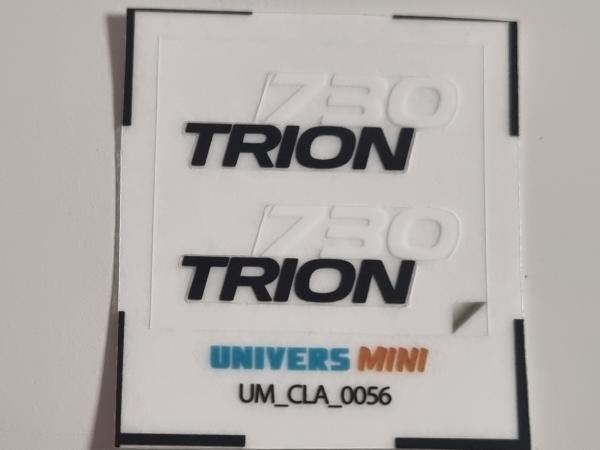 730
TRION
730
TRION
UNIVERS MINI
UM_CLA_0056